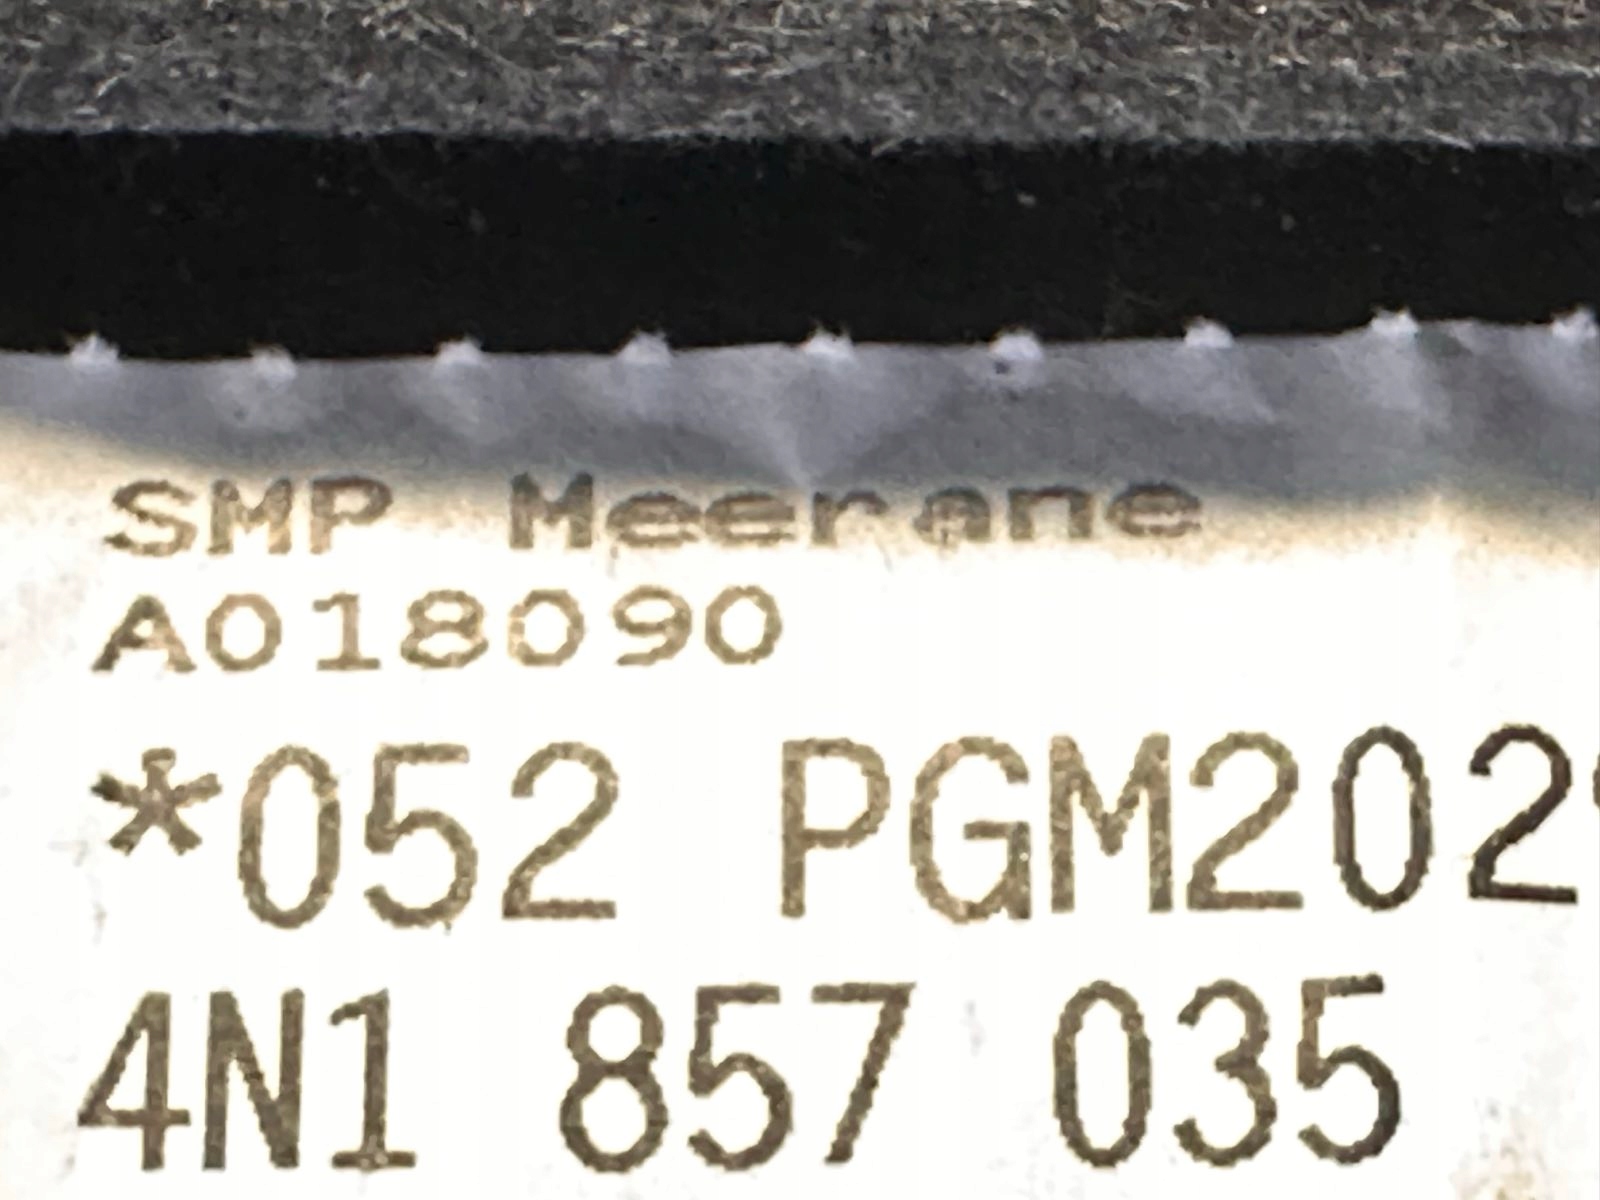 SMP Meerane
A018090
*052 PGM202
4N1 857 035